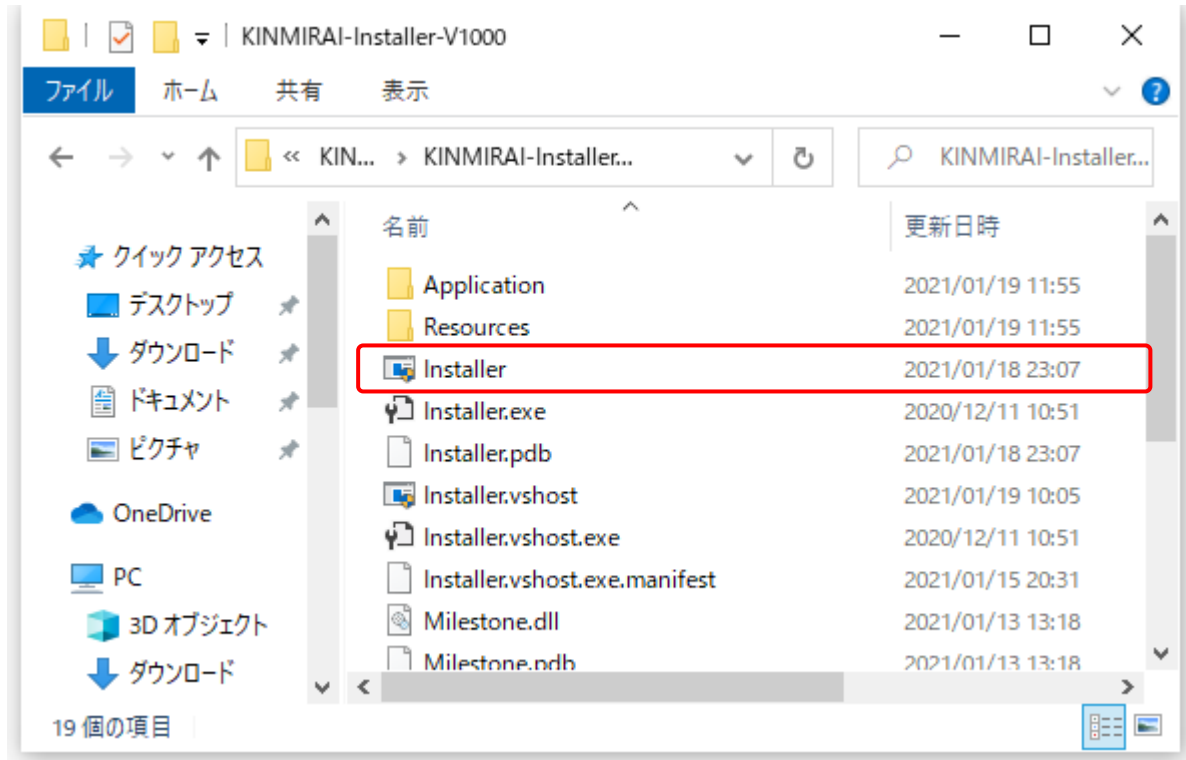 KINMIRAI-Installer-V1000
ファイル ホーム 共有 表示
« KIN... › KINMIRAI-Installer... KINMIRAI-Installer...
名前 更新日時
クイック アクセス
デスクトップ
ダウンロード
ドキュメント
ピクチャ
OneDrive
PC
3D オブジェクト
ダウンロード
Application 2021/01/19 11:55
Resources 2021/01/19 11:55
Installer 2021/01/18 23:07
Installer.exe 2020/12/11 10:51
Installer.pdb 2021/01/18 23:07
Installer.vshost 2021/01/19 10:05
Installer.vshost.exe 2020/12/11 10:51
Installer.vshost.exe.manifest 2021/01/15 20:31
Milestone.dll 2021/01/13 13:18
Milestone.pdb 2021/01/13 13:18
19 個の項目